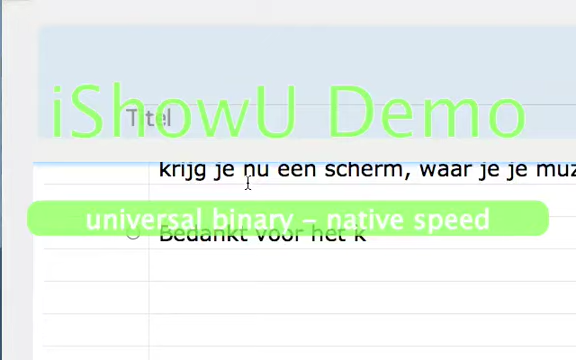 iShowU Demo
Titel
krijg je nu een scherm, waar je je muz
universal binary - native speed
Bedankt voor het k